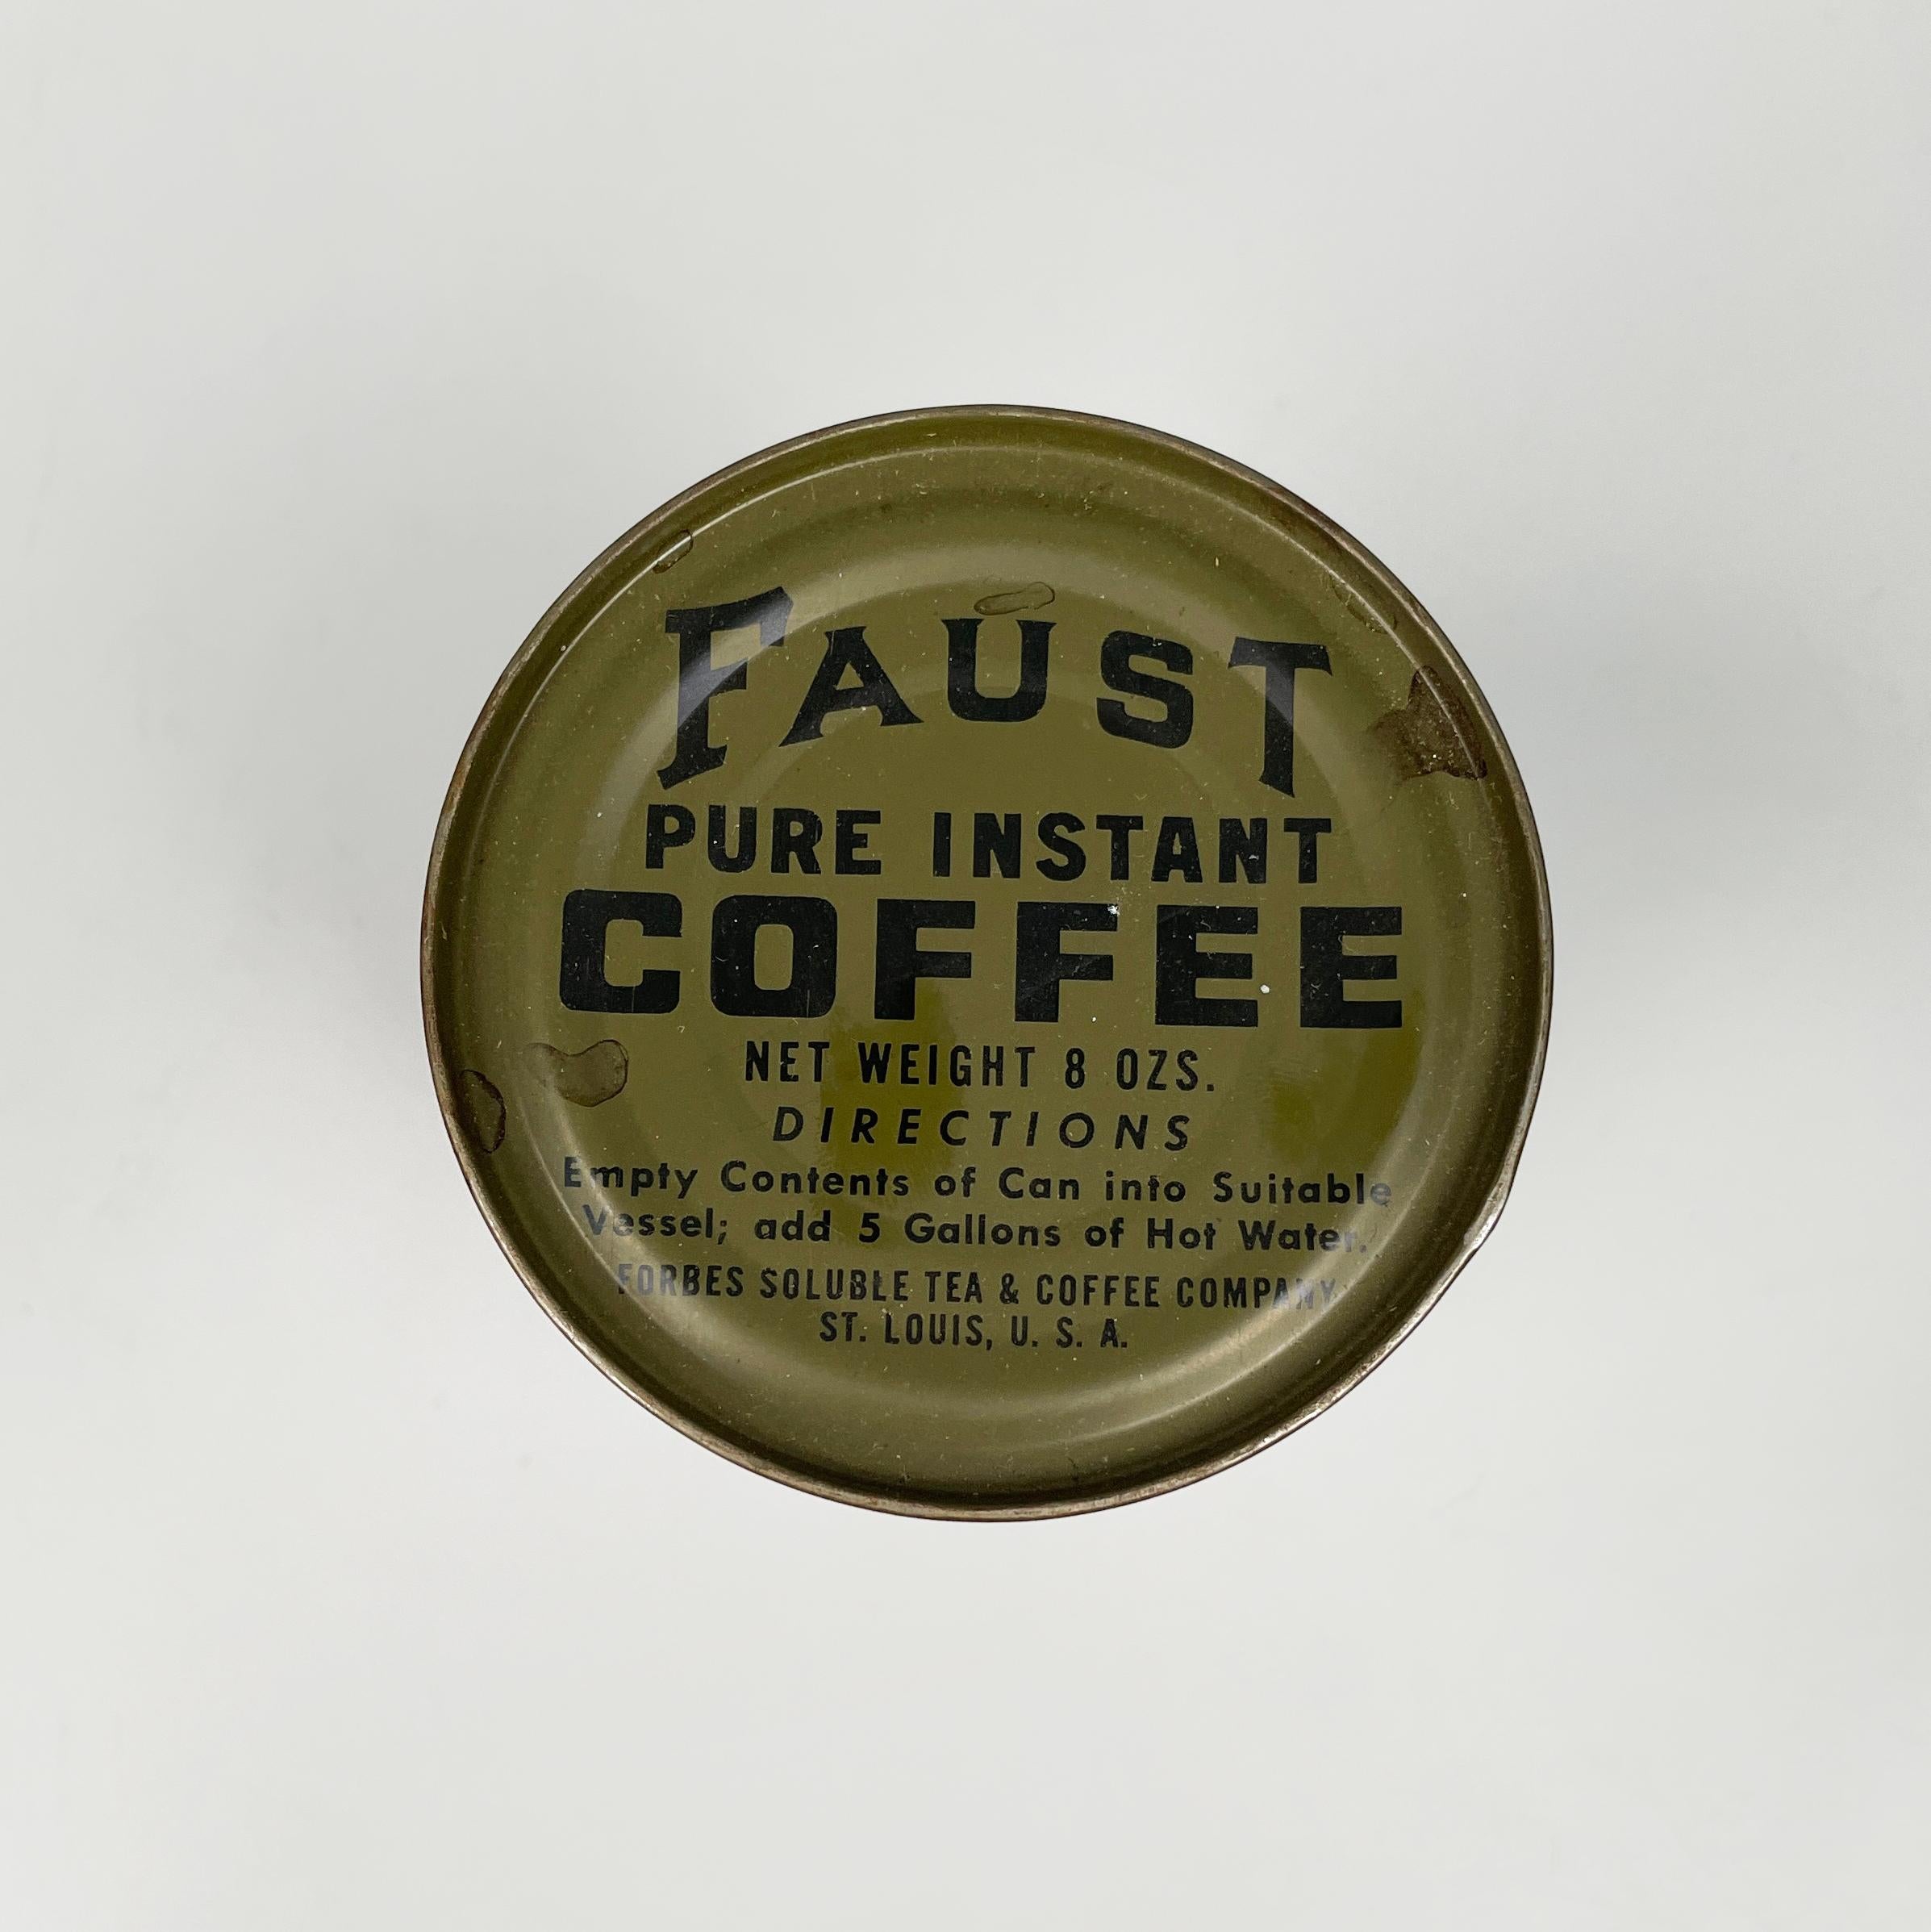 FAUST
PURE INSTANT
COFFEE
NET WEIGHT 8 OZS.
DIRECTIONS
Empty Contents of Can into Suitable
Vessel; add 5 Gallons of Hot Water.
FORBES SOLUBLE TEA & COFFEE COMPANY
ST. LOUIS, U. S. A.